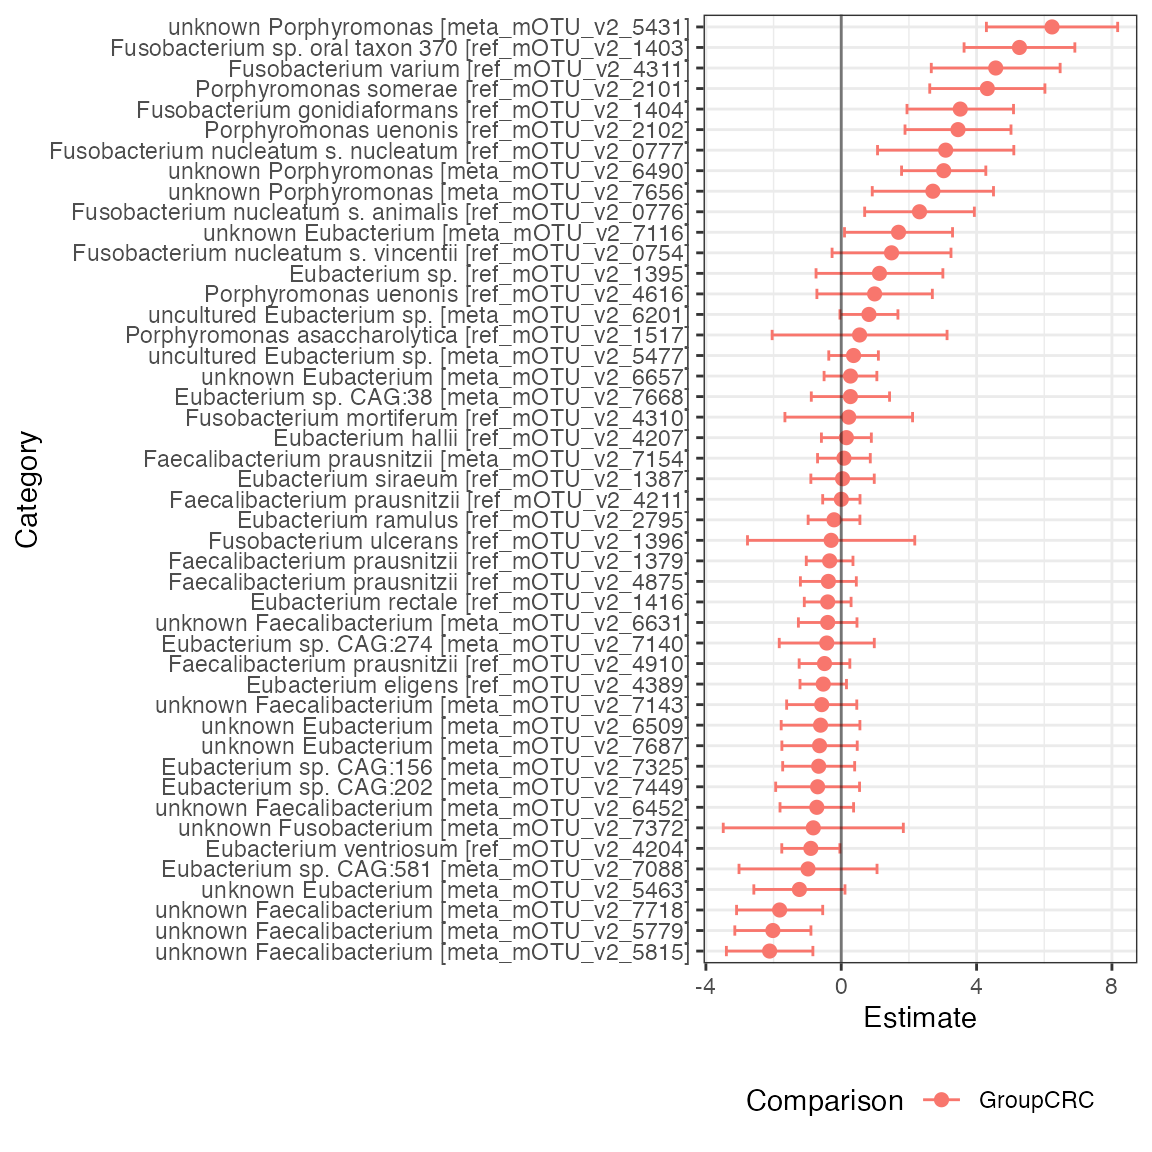 unknown Porphyromonas [meta_mOTU_v2_5431]
Fusobacterium sp. oral taxon 370 [ref_mOTU_v2_1403]
Fusobacterium varium [ref_mOTU_v2_4311]
Porphyromonas somerae [ref_mOTU_v2_2101]
Fusobacterium gonidiaformans [ref_mOTU_v2_1404]
Porphyromonas uenonis [ref_mOTU_v2_2102]
Fusobacterium nucleatum s. nucleatum [ref_mOTU_v2_0777]
unknown Porphyromonas [meta_mOTU_v2_6490]
unknown Porphyromonas [meta_mOTU_v2_7656]
Fusobacterium nucleatum s. animalis [ref_mOTU_v2_0776]
unknown Eubacterium [meta_mOTU_v2_7116]
Fusobacterium nucleatum s. vincentii [ref_mOTU_v2_0754]
Eubacterium sp. [ref_mOTU_v2_1395]
Porphyromonas uenonis [ref_mOTU_v2_4616]
uncultured Eubacterium sp. [meta_mOTU_v2_6201]
Porphyromonas asaccharolytica [ref_mOTU_v2_1517]
uncultured Eubacterium sp. [meta_mOTU_v2_5477]
unknown Eubacterium [meta_mOTU_v2_6657]
Eubacterium sp. CAG:38 [meta_mOTU_v2_7668]
Fusobacterium mortiferum [ref_mOTU_v2_4310]
Eubacterium hallii [ref_mOTU_v2_4207]
Faecalibacterium prausnitzii [meta_mOTU_v2_7154]
Eubacterium siraeum [ref_mOTU_v2_1387]
Faecalibacterium prausnitzii [ref_mOTU_v2_4211]
Eubacterium ramulus [ref_mOTU_v2_2795]
Fusobacterium ulcerans [ref_mOTU_v2_1396]
Faecalibacterium prausnitzii [ref_mOTU_v2_1379]
Faecalibacterium prausnitzii [ref_mOTU_v2_4875]
Eubacterium rectale [ref_mOTU_v2_1416]
unknown Faecalibacterium [meta_mOTU_v2_6631]
Eubacterium sp. CAG:274 [meta_mOTU_v2_7140]
Faecalibacterium prausnitzii [ref_mOTU_v2_4910]
Eubacterium eligens [ref_mOTU_v2_4389]
unknown Faecalibacterium [meta_mOTU_v2_7143]
unknown Eubacterium [meta_mOTU_v2_6509]
unknown Eubacterium [meta_mOTU_v2_7687]
Eubacterium sp. CAG:156 [meta_mOTU_v2_7325]
Eubacterium sp. CAG:202 [meta_mOTU_v2_7449]
unknown Faecalibacterium [meta_mOTU_v2_6452]
unknown Fusobacterium [meta_mOTU_v2_7372]
Eubacterium ventriosum [ref_mOTU_v2_4204]
Eubacterium sp. CAG:581 [meta_mOTU_v2_7088]
unknown Eubacterium [meta_mOTU_v2_5463]
unknown Faecalibacterium [meta_mOTU_v2_7718]
unknown Faecalibacterium [meta_mOTU_v2_5779]
unknown Faecalibacterium [meta_mOTU_v2_5815]
Category
-4 0 4 8
Estimate
Comparison GroupCRC